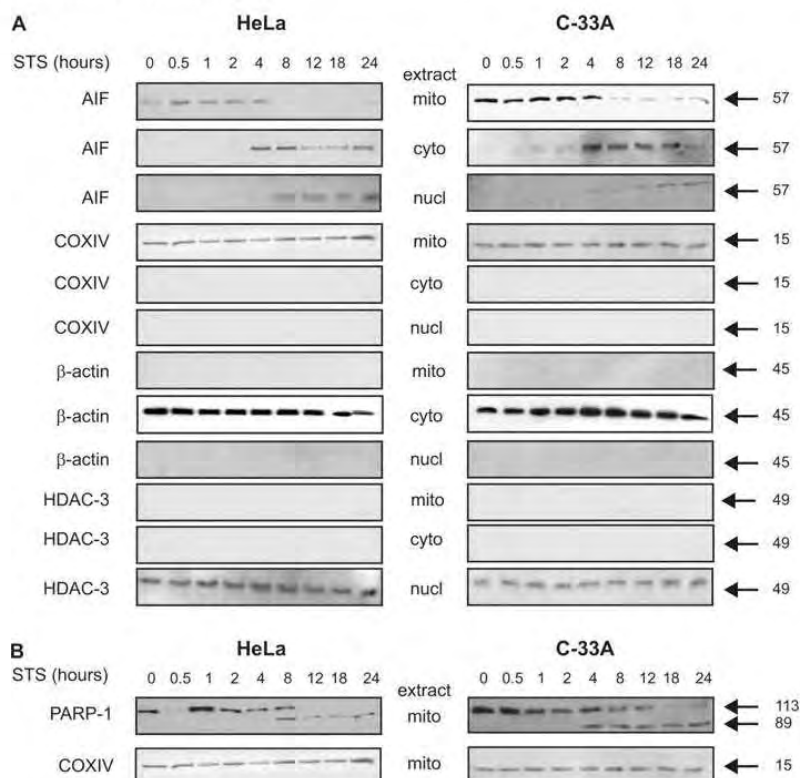 A HeLa C-33A
STS (hours) 0 0.5 1 2 4 8 12 18 24 extract 0 0.5 1 2 4 8 12 18 24
AIF mito 57
AIF cyto 57
AIF nucl 57
COXIV mito 15
COXIV cyto 15
COXIV nucl 15
β-actin mito 45
β-actin cyto 45
β-actin nucl 45
HDAC-3 mito 49
HDAC-3 cyto 49
HDAC-3 nucl 49
B HeLa C-33A
STS (hours) 0 0.5 1 2 4 8 12 18 24 extract 0 0.5 1 2 4 8 12 18 24
PARP-1 mito 113
89
COXIV mito 15